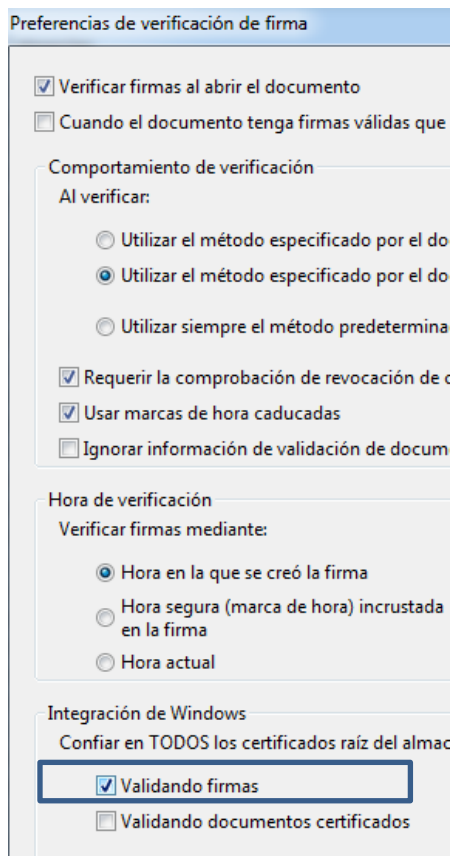 Preferencias de verificación de firma
Verificar firmas al abrir el documento
Cuando el documento tenga firmas válidas que
Comportamiento de verificación
Al verificar:
Utilizar el método especificado por el do
Utilizar el método especificado por el do
Utilizar siempre el método predetermina
Requerir la comprobación de revocación de c
Usar marcas de hora caducadas
Ignorar información de validación de docum
Hora de verificación
Verificar firmas mediante:
Hora en la que se creó la firma
Hora segura (marca de hora) incrustada
en la firma
Hora actual
Integración de Windows
Confiar en TODOS los certificados raíz del almac
Validando firmas
Validando documentos certificados